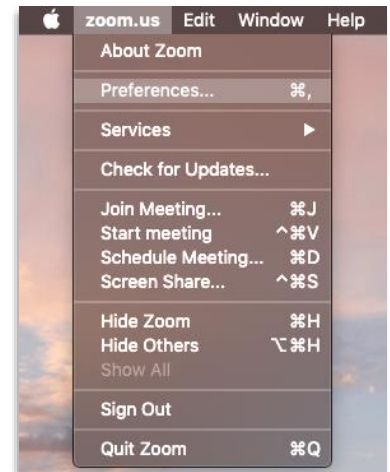 zoom.us Edit Window Help
About Zoom
Preferences... ⌘,
Services ▶
Check for Updates...
Join Meeting... ⌘J
Start meeting ^⌘V
Schedule Meeting... ⌘D
Screen Share... ^⌘S
Hide Zoom ⌘H
Hide Others ⌥⌘H
Show All
Sign Out
Quit Zoom ⌘Q